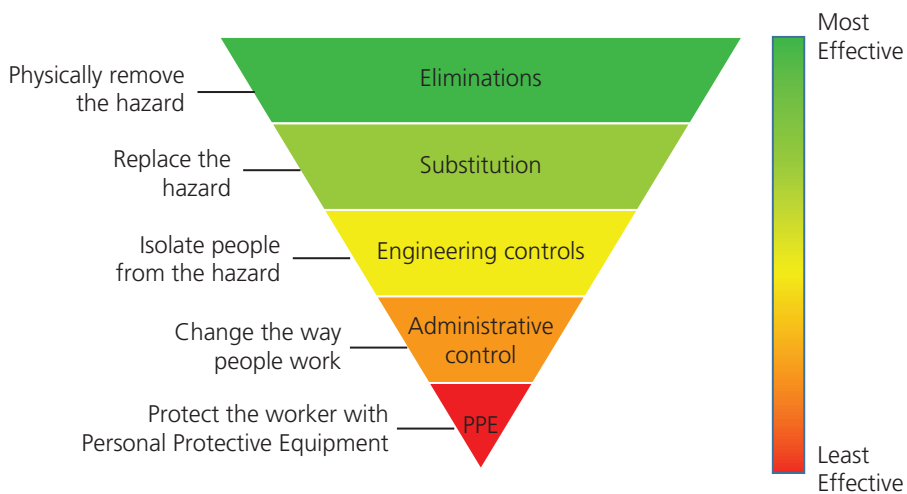 Most
Effective
Physically remove
the hazard
Eliminations
Replace the
hazard
Substitution
Isolate people
from the hazard
Engineering controls
Change the way
people work
Administrative
control
Protect the worker with
Personal Protective Equipment
PPE
Least
Effective